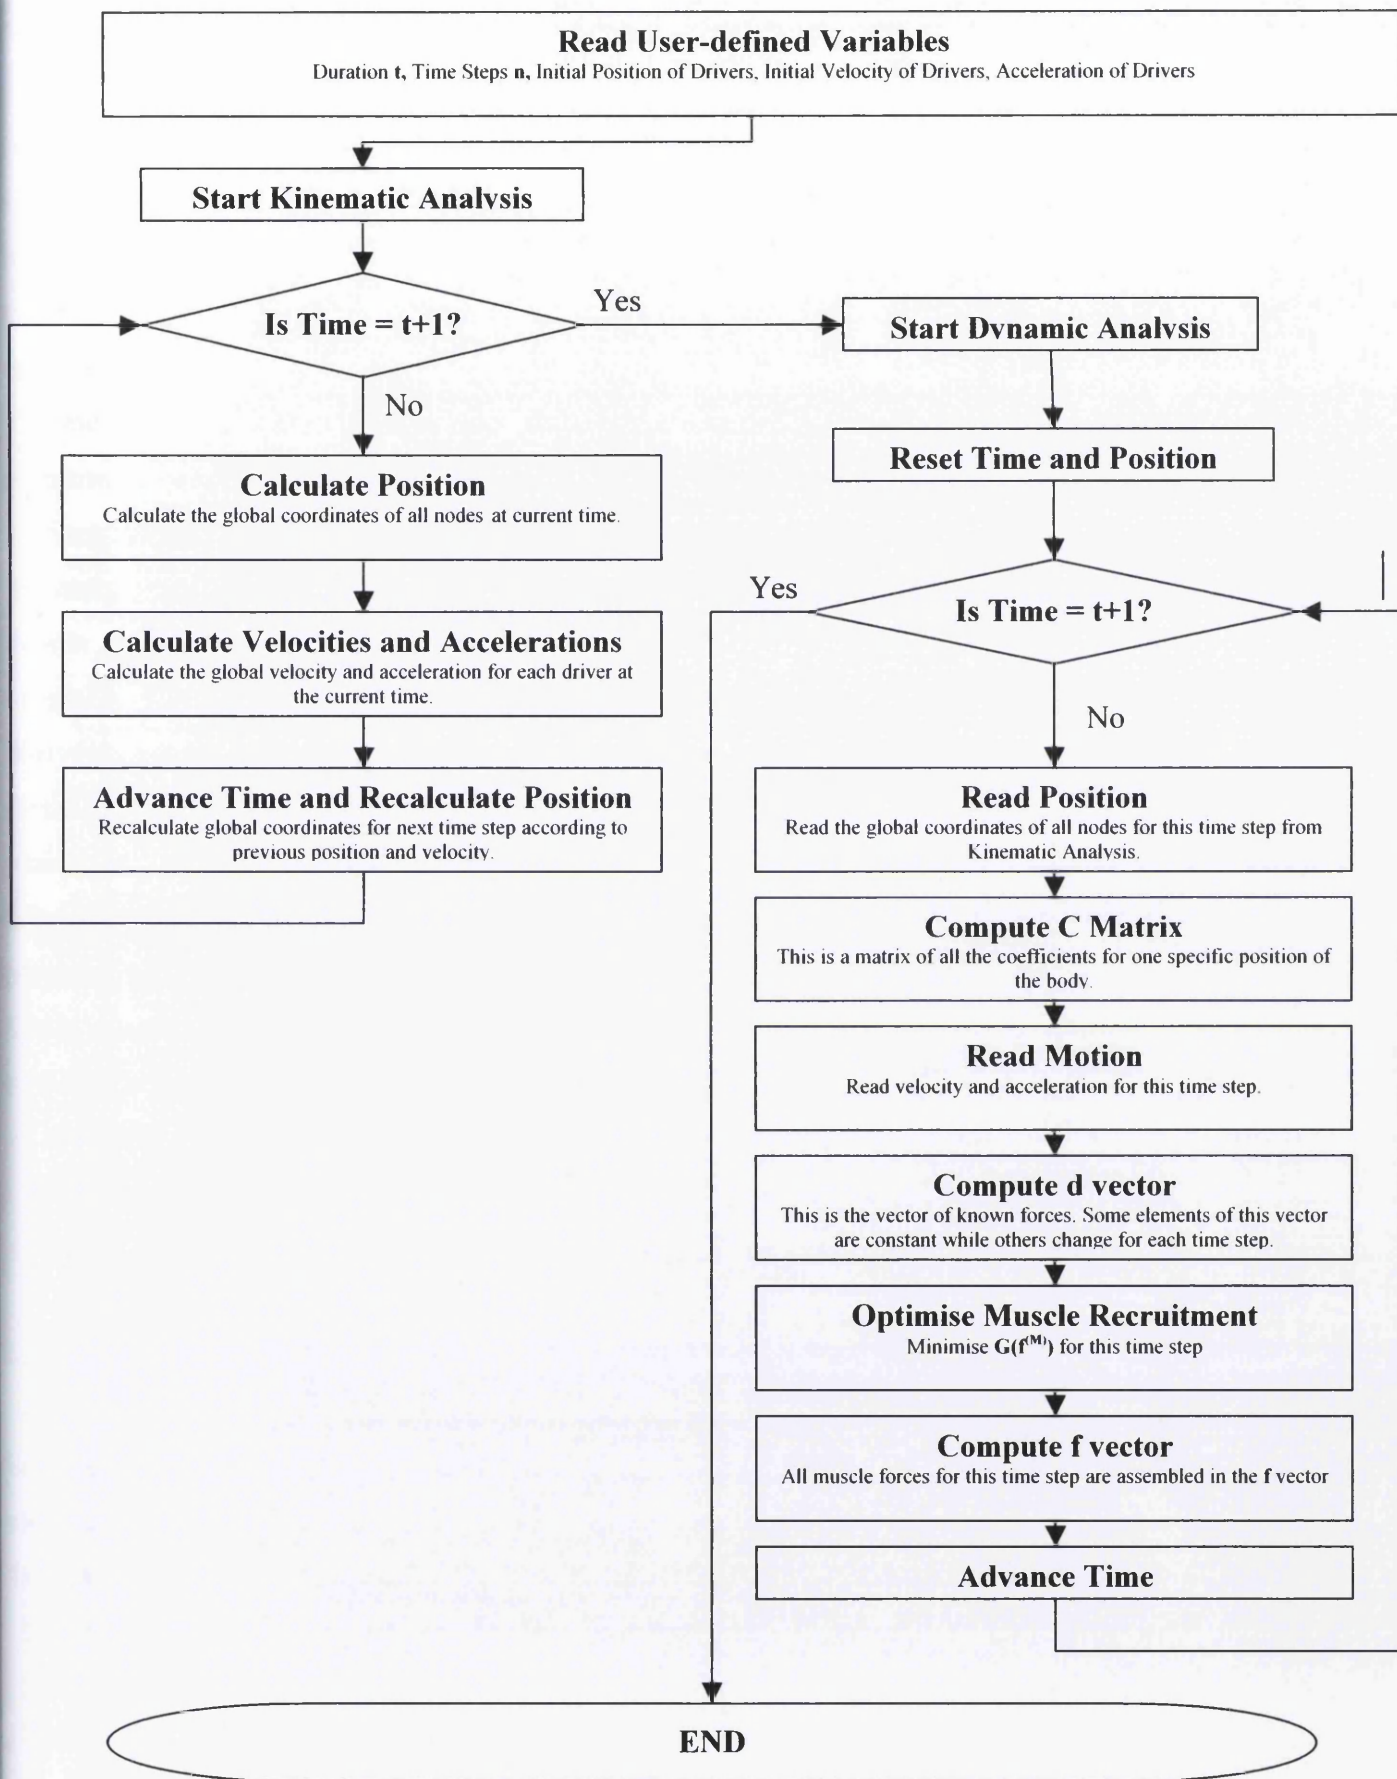 Read User-defined Variables
Duration t, Time Steps n, Initial Position of Drivers, Initial Velocity of Drivers, Acceleration of Drivers
Start Kinematic Analysis
Is Time = t+1?
Yes
No
Calculate Position
Calculate the global coordinates of all nodes at current time.
Calculate Velocities and Accelerations
Calculate the global velocity and acceleration for each driver at
the current time.
Advance Time and Recalculate Position
Recalculate global coordinates for next time step according to
previous position and velocity.
Start Dynamic Analysis
Reset Time and Position
Is Time = t+1?
Yes
No
Read Position
Read the global coordinates of all nodes for this time step from
Kinematic Analysis.
Compute C Matrix
This is a matrix of all the coefficients for one specific position of
the body.
Read Motion
Read velocity and acceleration for this time step.
Compute d vector
This is the vector of known forces. Some elements of this vector
are constant while others change for each time step.
Optimise Muscle Recruitment
Minimise G(f⁽ᴹ⁾) for this time step
Compute f vector
All muscle forces for this time step are assembled in the f vector
Advance Time
END